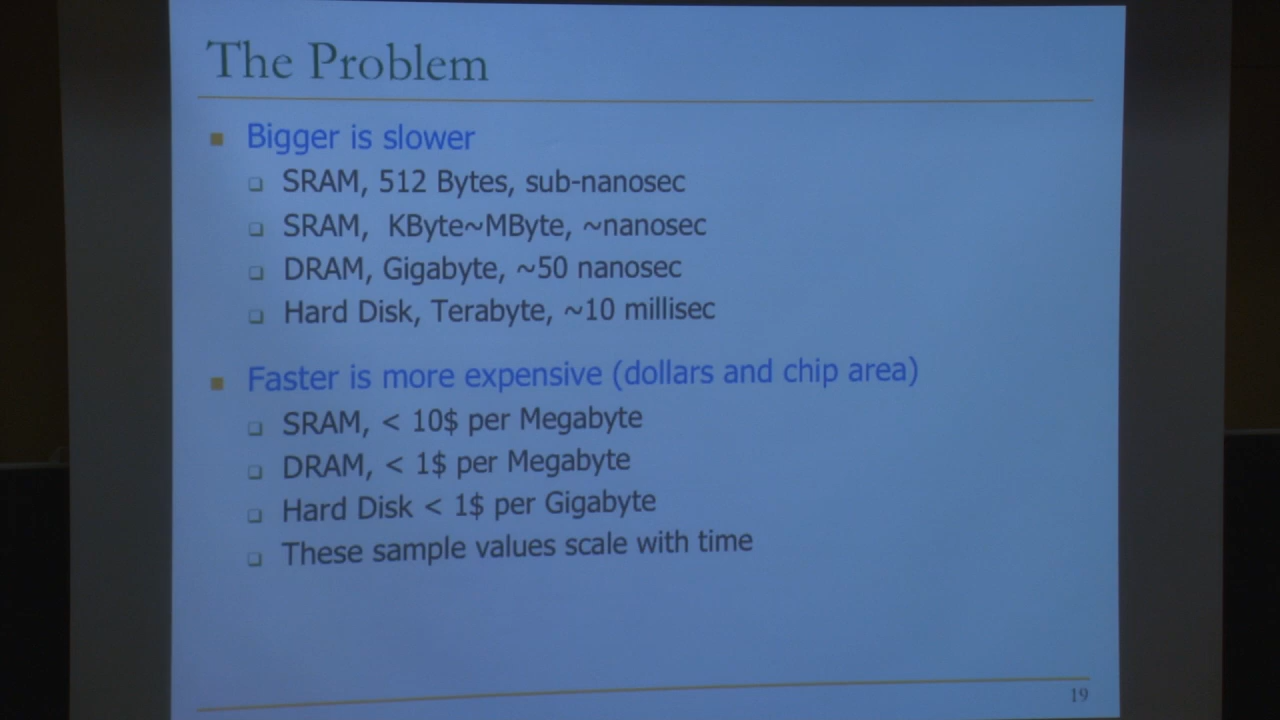 The Problem
Bigger is slower
SRAM, 512 Bytes, sub-nanosec
SRAM, KByte~MByte, ~nanosec
DRAM, Gigabyte, ~50 nanosec
Hard Disk, Terabyte, ~10 millisec
Faster is more expensive (dollars and chip area)
SRAM, < 10$ per Megabyte
DRAM, < 1$ per Megabyte
Hard Disk < 1$ per Gigabyte
These sample values scale with time
19